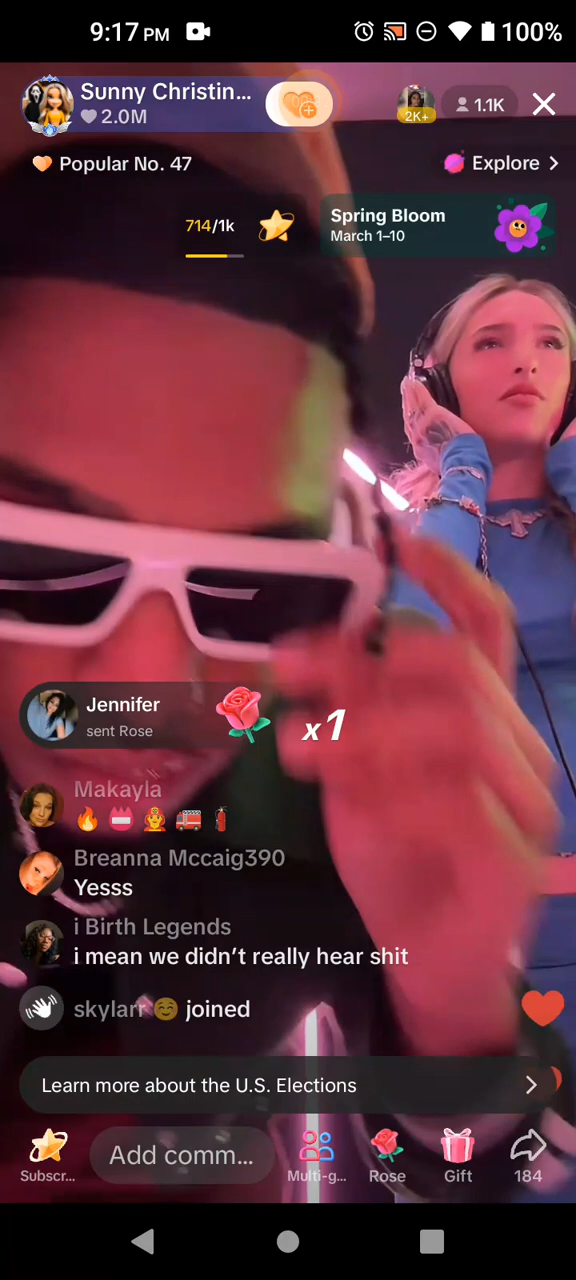 9:17 PM
100%
Sunny Christin...
2.0M
2K+
1.1K
Popular No. 47
Explore
714/1k
Spring Bloom
March 1–10
Jennifer
sent Rose
x1
Makayla
Breanna Mccaig390
Yesss
i Birth Legends
i mean we didn't really hear shit
skylarr ☺️ joined
Learn more about the U.S. Elections
Add comm...
Subscr...
Multi-g...
Rose
Gift
184